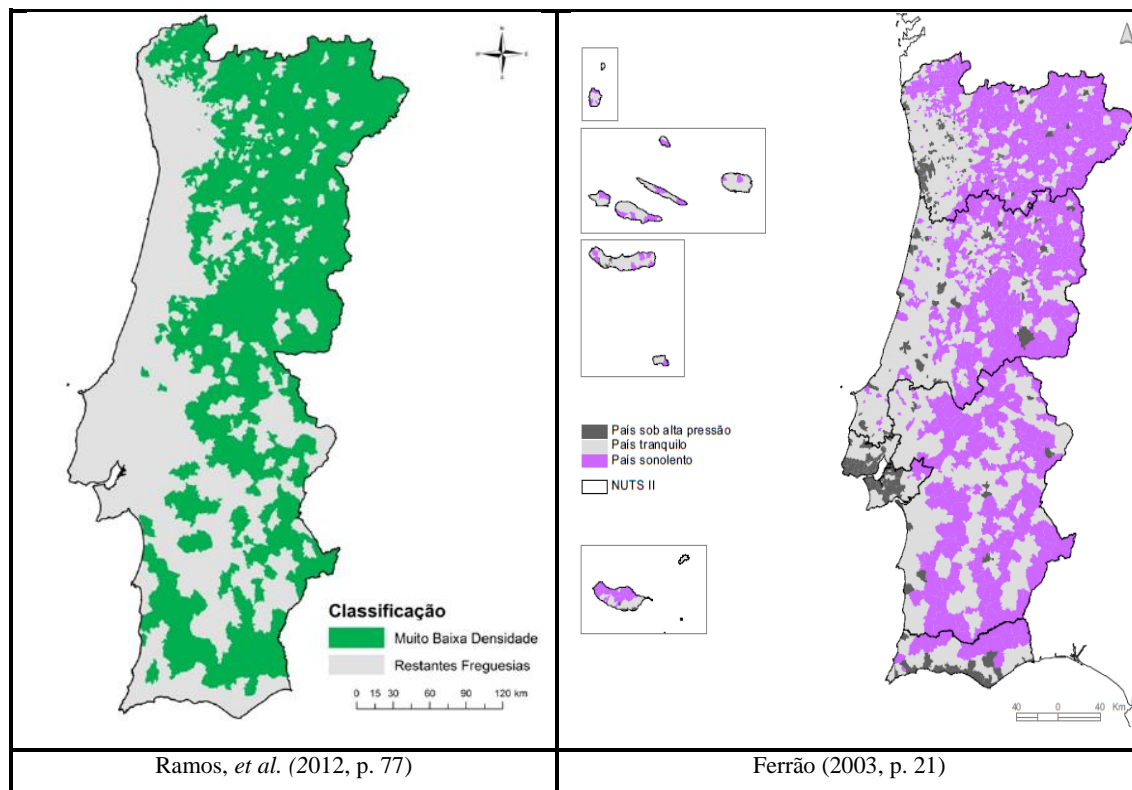 Classificação
Muito Baixa Densidade
Restantes Freguesias
0 15 30 60 90 120 km
Ramos, et al. (2012, p. 77)
País sob alta pressão
País tranquilo
País sonolento
NUTS II
40 0 40 Km
Ferrão (2003, p. 21)